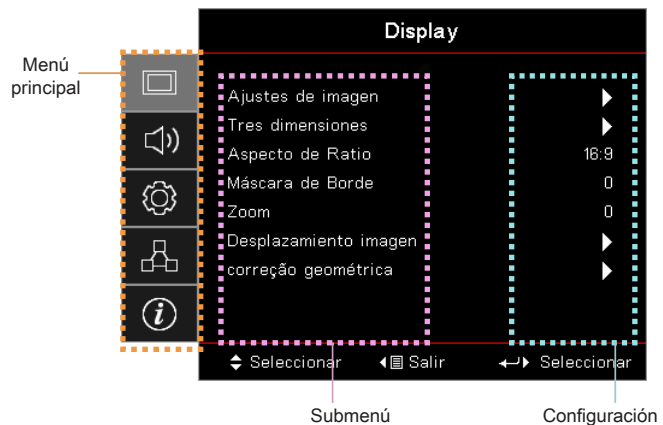 Display
Menú
principal
Ajustes de imagen
Tres dimensiones
Aspecto de Ratio 16:9
Máscara de Borde 0
Zoom 0
Desplazamiento imagen
correção geométrica
Seleccionar Salir Seleccionar
Submenú Configuración